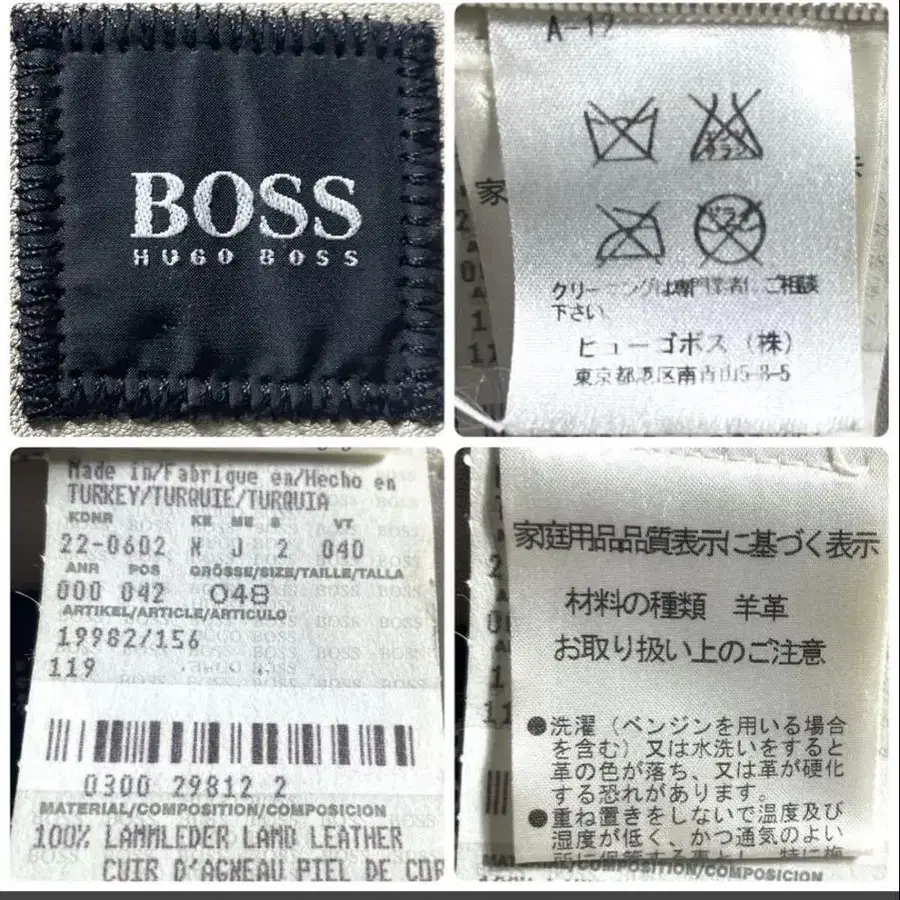 BOSS
HUGO BOSS
A-12
エンソ
サラシ
ドライ
クリーニングは専門業者に、ご相談
下さい。
ヒューゴボス（株）
東京都港区南青山5-8-5
Made in/Fabrique en/Hecho en
TURKEY/TURQUIE/TURQUIA
KDNR KE ME S VT
22-0602 N J 2 040
ANR POS GRÖSSE/SIZE/TAILLE/TALLA
000 042 048
ARTIKEL/ARTICLE/ARTICULO
19982/156
119
0300 29812 2
MATERIAL/COMPOSITION/COMPOSICION
100% LAMMLEDER LAMB LEATHER
CUIR D'AGNEAU PIEL DE COR
家庭用品品質表示に基づく表示
材料の種類 羊革
お取り扱い上のご注意
●洗濯（ベンジンを用いる場合
を含む）又は水洗いをすると
革の色が落ち、又は革が硬化
する恐れがあります。
●重ね置きをしないで温度及び
湿度が低く、かつ通気のよい